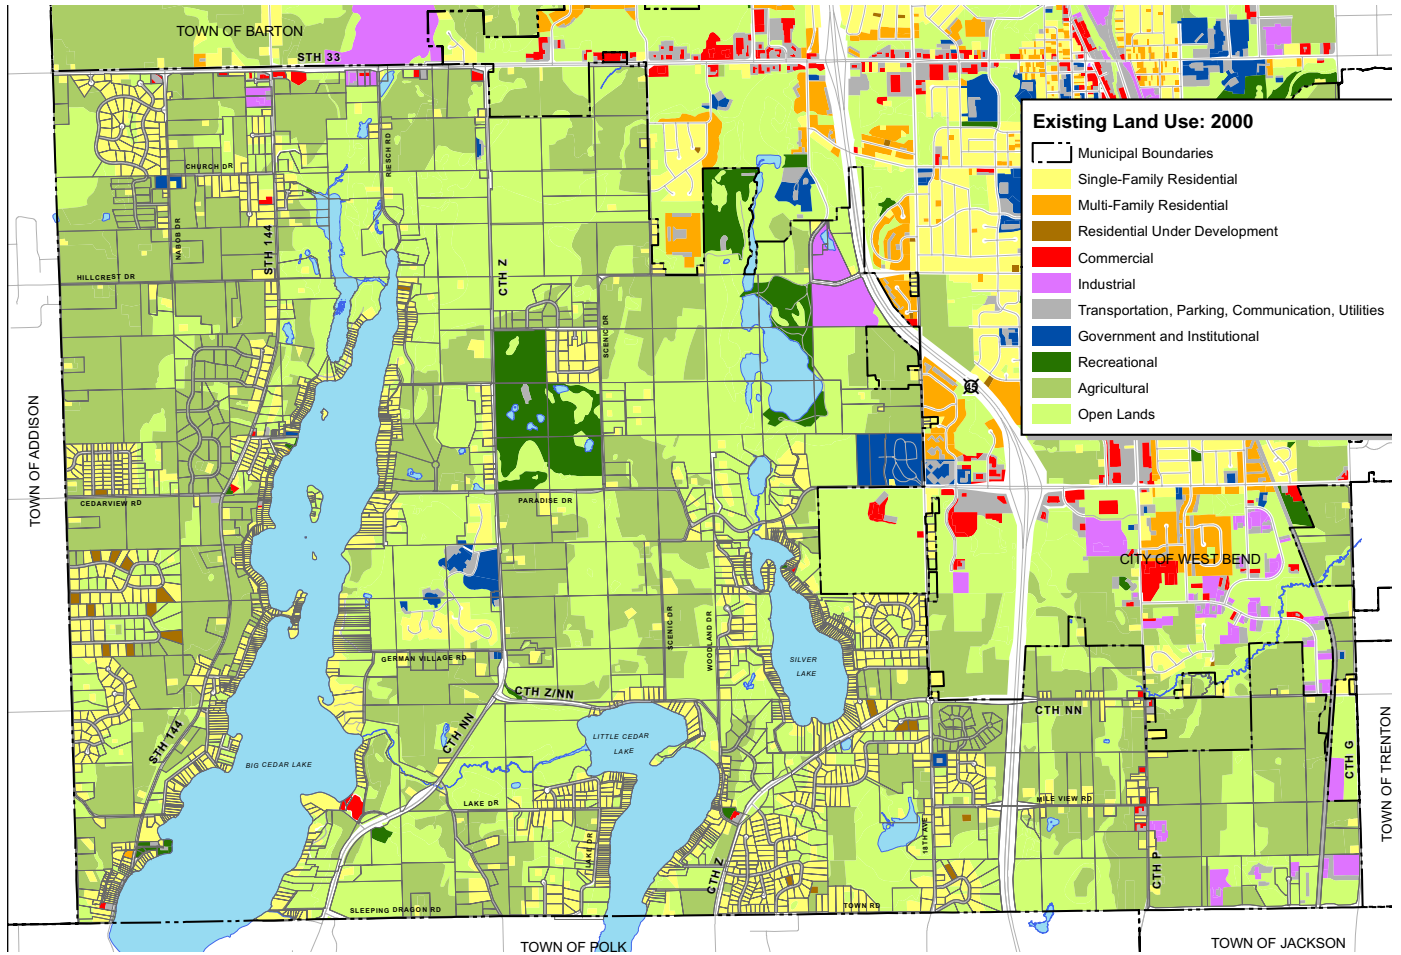 TOWN OF BARTON
STH 33
Existing Land Use: 2000
Municipal Boundaries
Single-Family Residential
Multi-Family Residential
Residential Under Development
Commercial
Industrial
Transportation, Parking, Communication, Utilities
Government and Institutional
Recreational
Agricultural
Open Lands
RIESCH RD
CHURCH DR
NABOB DR
STH 144
HILLCREST DR
CTH Z
SCENIC DR
45
TOWN OF ADDISON
CEDARVIEW RD
PARADISE DR
CITY OF WEST BEND
SCENIC DR
WOODLAND DR
GERMAN VILLAGE RD
SILVER
LAKE
CTH Z/NN
CTH NN
CTH NN
STH 144
LITTLE CEDAR
LAKE
BIG CEDAR LAKE
CTH G
TOWN OF TRENTON
LAKE DR
MILE VIEW RD
18TH AVE
LAKE DR
CTH Z
CTH P
SLEEPING DRAGON RD
TOWN RD
TOWN OF POLK
TOWN OF JACKSON